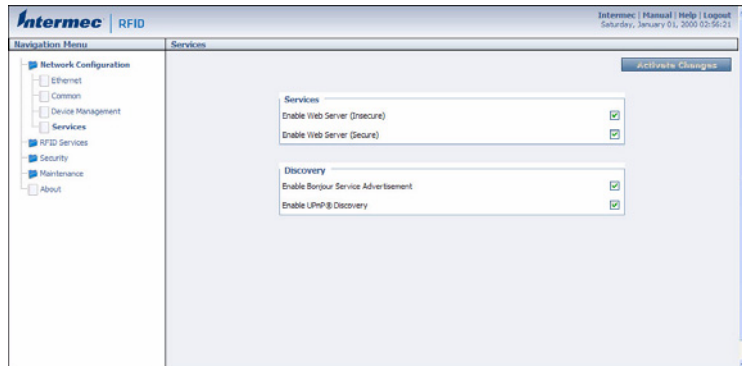 Intermec | RFID
Intermec | Manual | Help | Logout
Saturday, January 01, 2000 02:56:21
Navigation Menu
Services
Network Configuration
Ethernet
Common
Device Management
Services
RFID Services
Security
Maintenance
About
Activate Changes
Services
Enable Web Server (Insecure)
Enable Web Server (Secure)
Discovery
Enable Bonjour Service Advertisement
Enable UPnP® Discovery